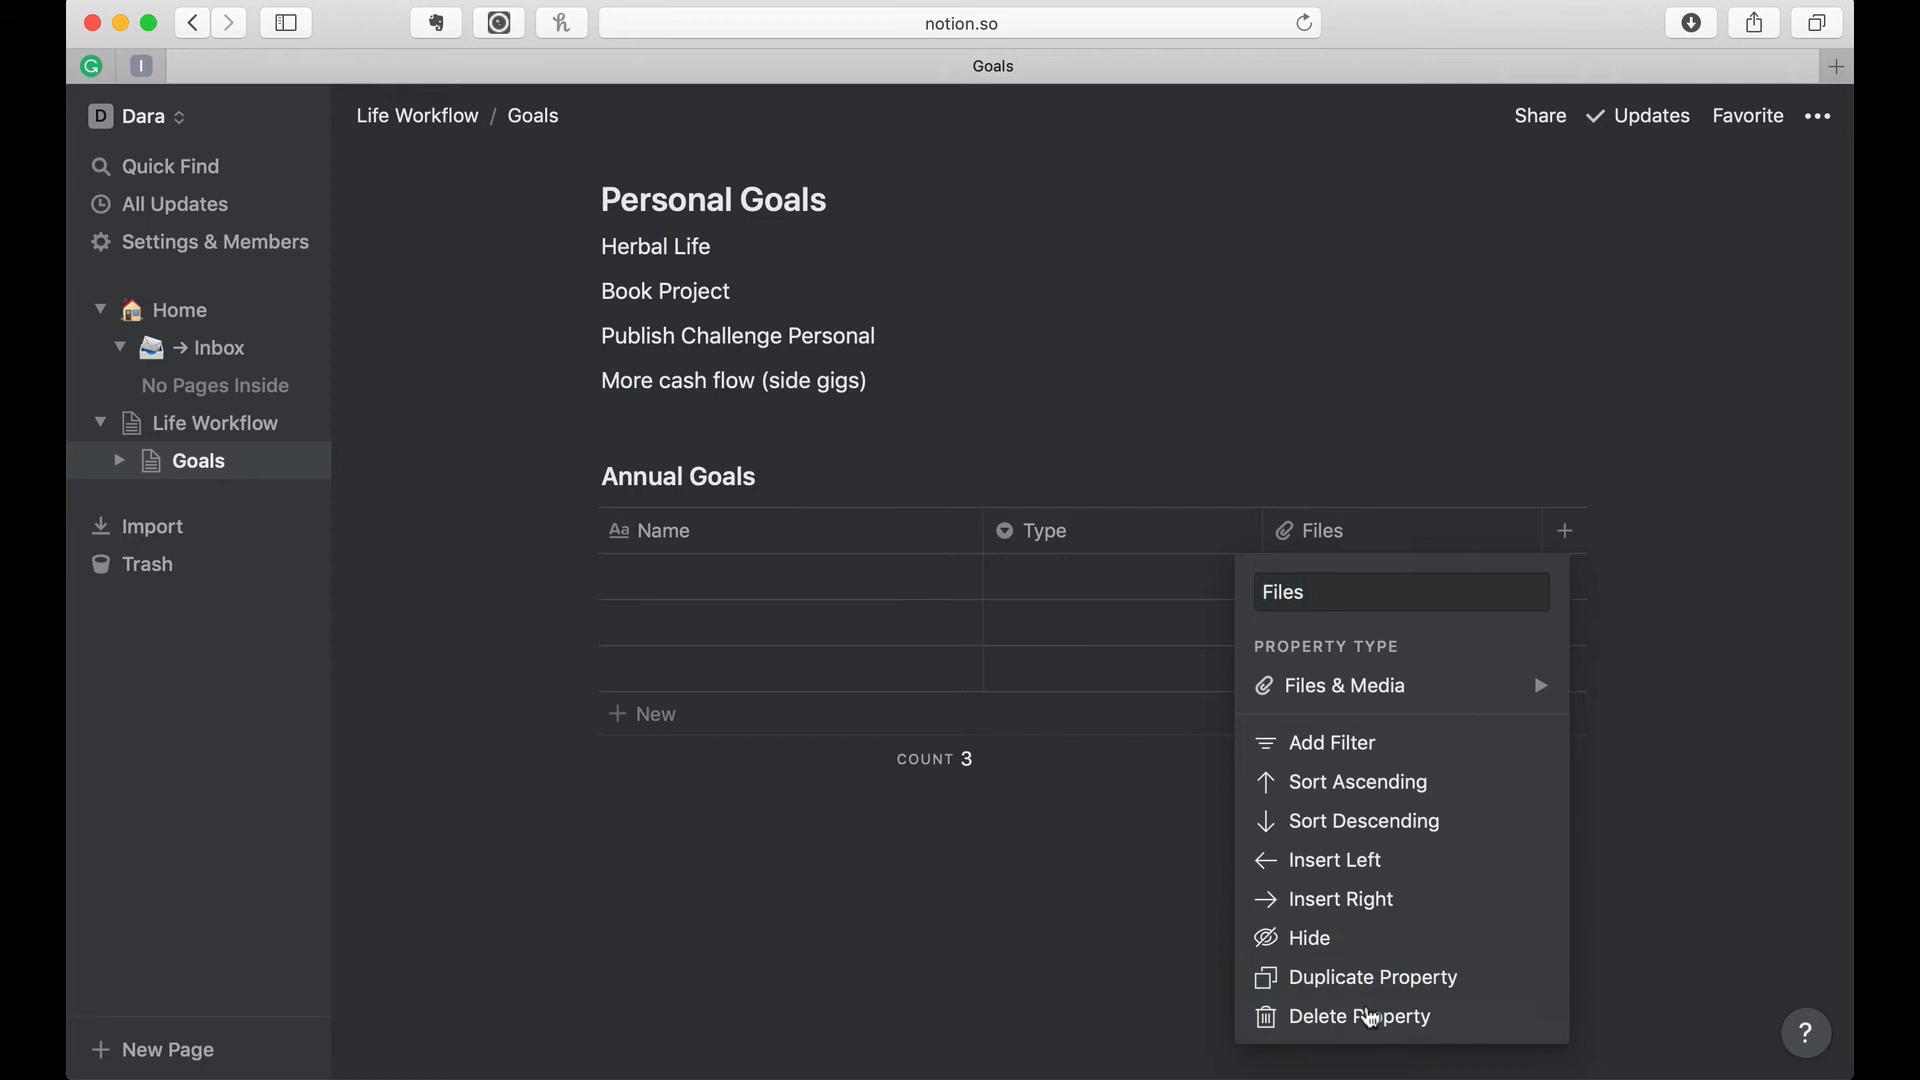 notion.so
Goals
D Dara
Life Workflow / Goals
Share Updates Favorite
Quick Find
All Updates
Settings & Members
Home
→ Inbox
No Pages Inside
Life Workflow
Goals
Import
Trash
New Page
Personal Goals
Herbal Life
Book Project
Publish Challenge Personal
More cash flow (side gigs)
Annual Goals
Aa Name Type Files
New
COUNT 3
Files
PROPERTY TYPE
Files & Media
Add Filter
Sort Ascending
Sort Descending
Insert Left
Insert Right
Hide
Duplicate Property
Delete Property
?